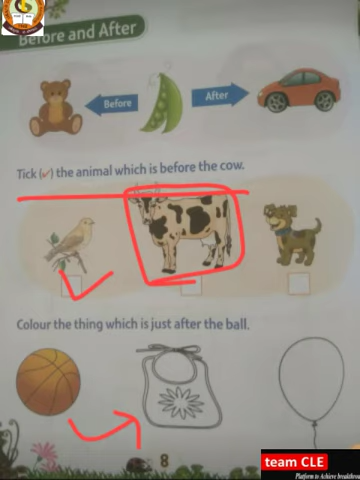 Before and After
Before
After
Tick (✓) the animal which is before the cow.
Colour the thing which is just after the ball.
8
team CLE
Platform to Achieve breakthrou